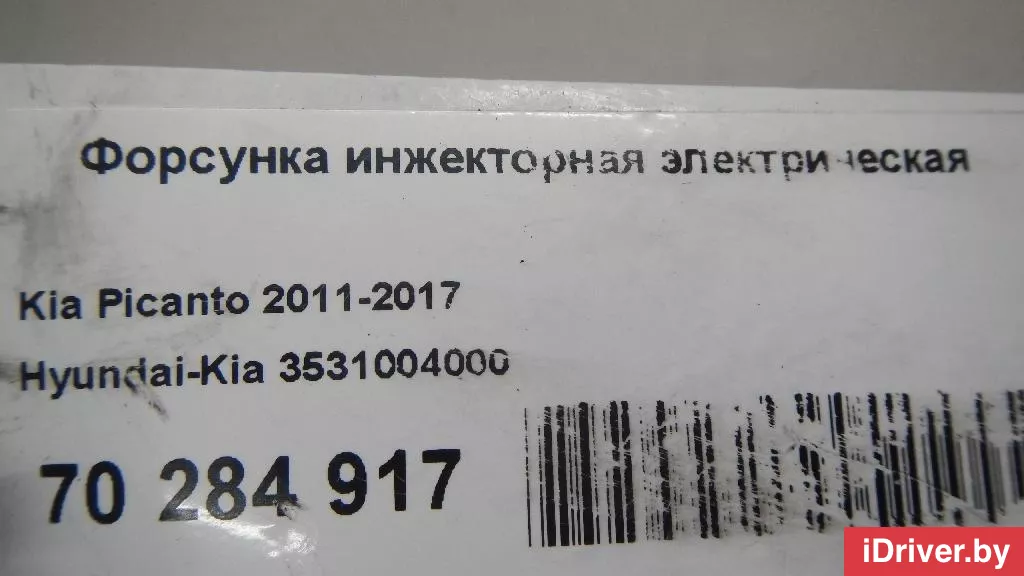 Форсунка инжекторная электрическая
Kia Picanto 2011-2017
Hyundai-Kia 3531004000
70 284 917
iDriver.by